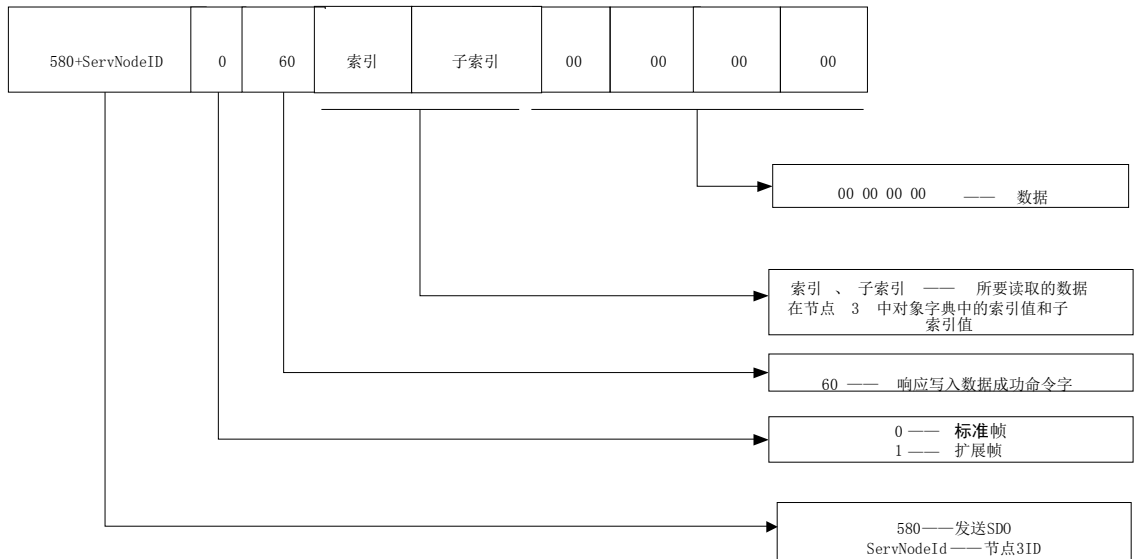 580+ServNodeID 0 60 索引 子索引 00 00 00 00
00 00 00 00 —— 数据
索引 、 子索引 —— 所要读取的数据
在节点 3 中对象字典中的索引值和子
索引值
60 —— 响应写入数据成功命令字
0 —— 标准帧
1 —— 扩展帧
580——发送SDO
ServNodeId——节点3ID